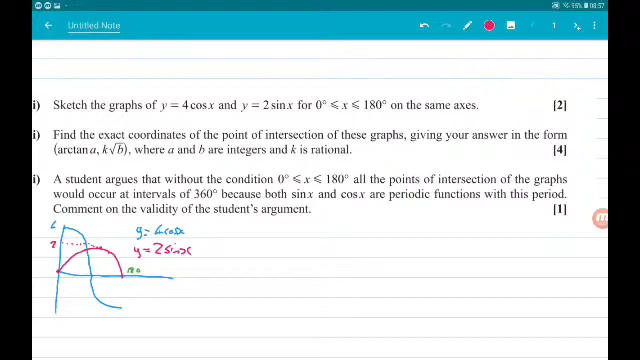 95% 08:57
Untitled Note
1
i) Sketch the graphs of y = 4 cos x and y = 2 sin x for 0° ⩽ x ⩽ 180° on the same axes. [2]
i) Find the exact coordinates of the point of intersection of these graphs, giving your answer in the form
(arctan a, k√b), where a and b are integers and k is rational. [4]
i) A student argues that without the condition 0° ⩽ x ⩽ 180° all the points of intersection of the graphs
would occur at intervals of 360° because both sin x and cos x are periodic functions with this period.
Comment on the validity of the student's argument. [1]
4
y = 4cosx
2
y = 2sinx
180